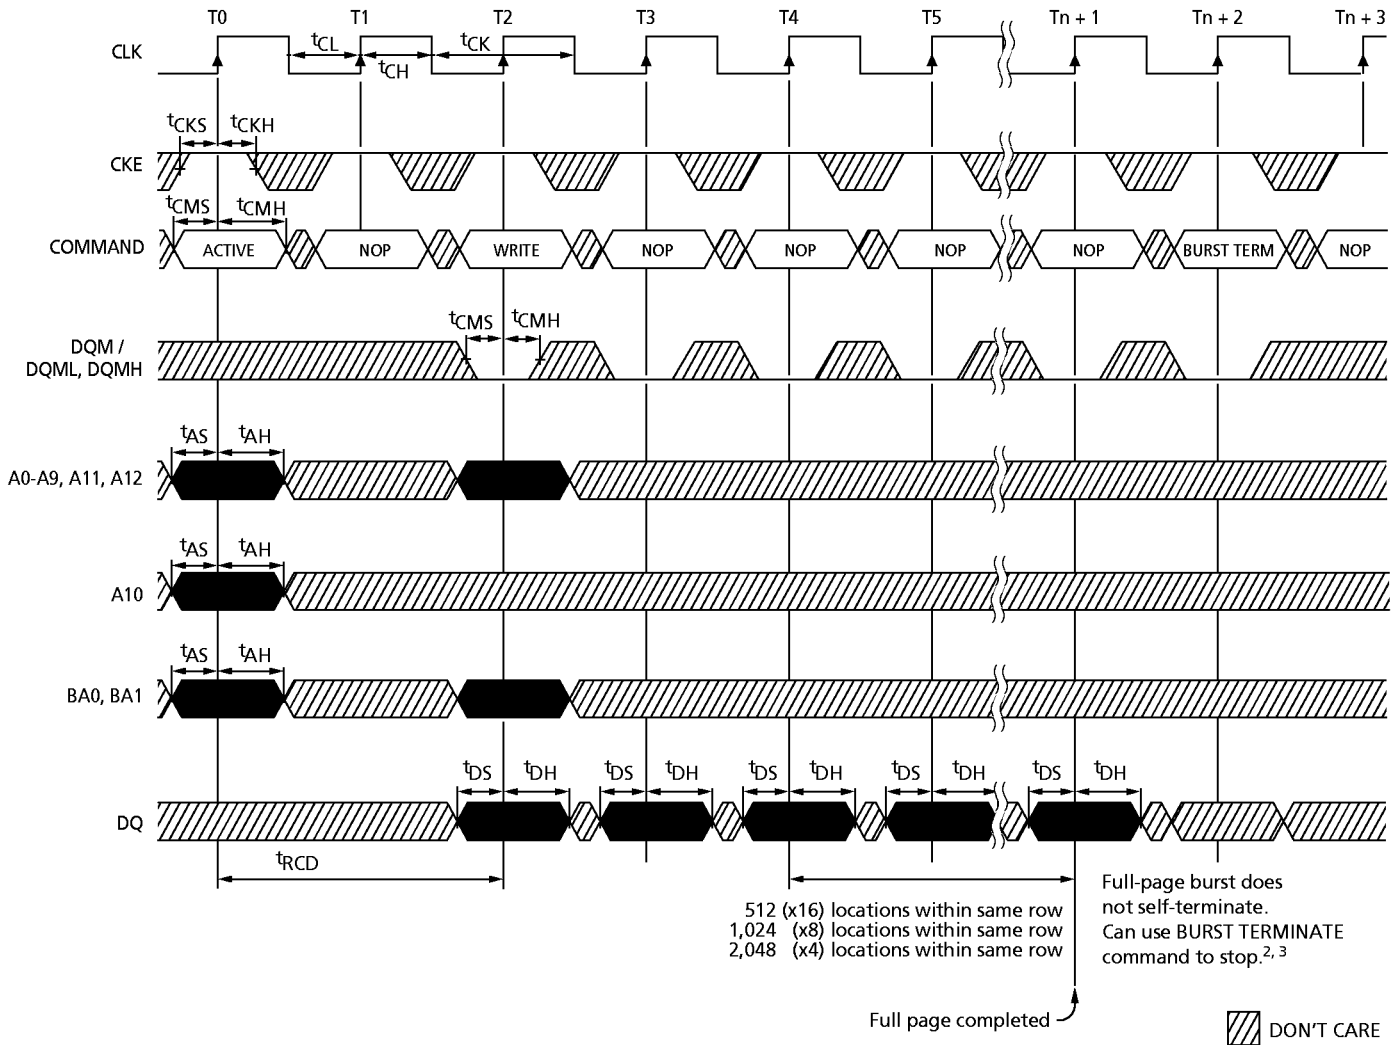 T0 T1 T2 T3 T4 T5 Tn + 1 Tn + 2 Tn + 3
CLK tCL tCH tCK
tCKS tCKH
CKE
tCMS tCMH
COMMAND ACTIVE NOP WRITE NOP NOP NOP NOP BURST TERM NOP
tCMS tCMH
DQM /
DQML, DQMH
tAS tAH
A0-A9, A11, A12
tAS tAH
A10
tAS tAH
BA0, BA1
tDS tDH tDS tDH tDS tDH tDS tDH tDS tDH
DQ
tRCD
512 (x16) locations within same row
1,024 (x8) locations within same row
2,048 (x4) locations within same row
Full-page burst does
not self-terminate.
Can use BURST TERMINATE
command to stop.2, 3
Full page completed
DON'T CARE